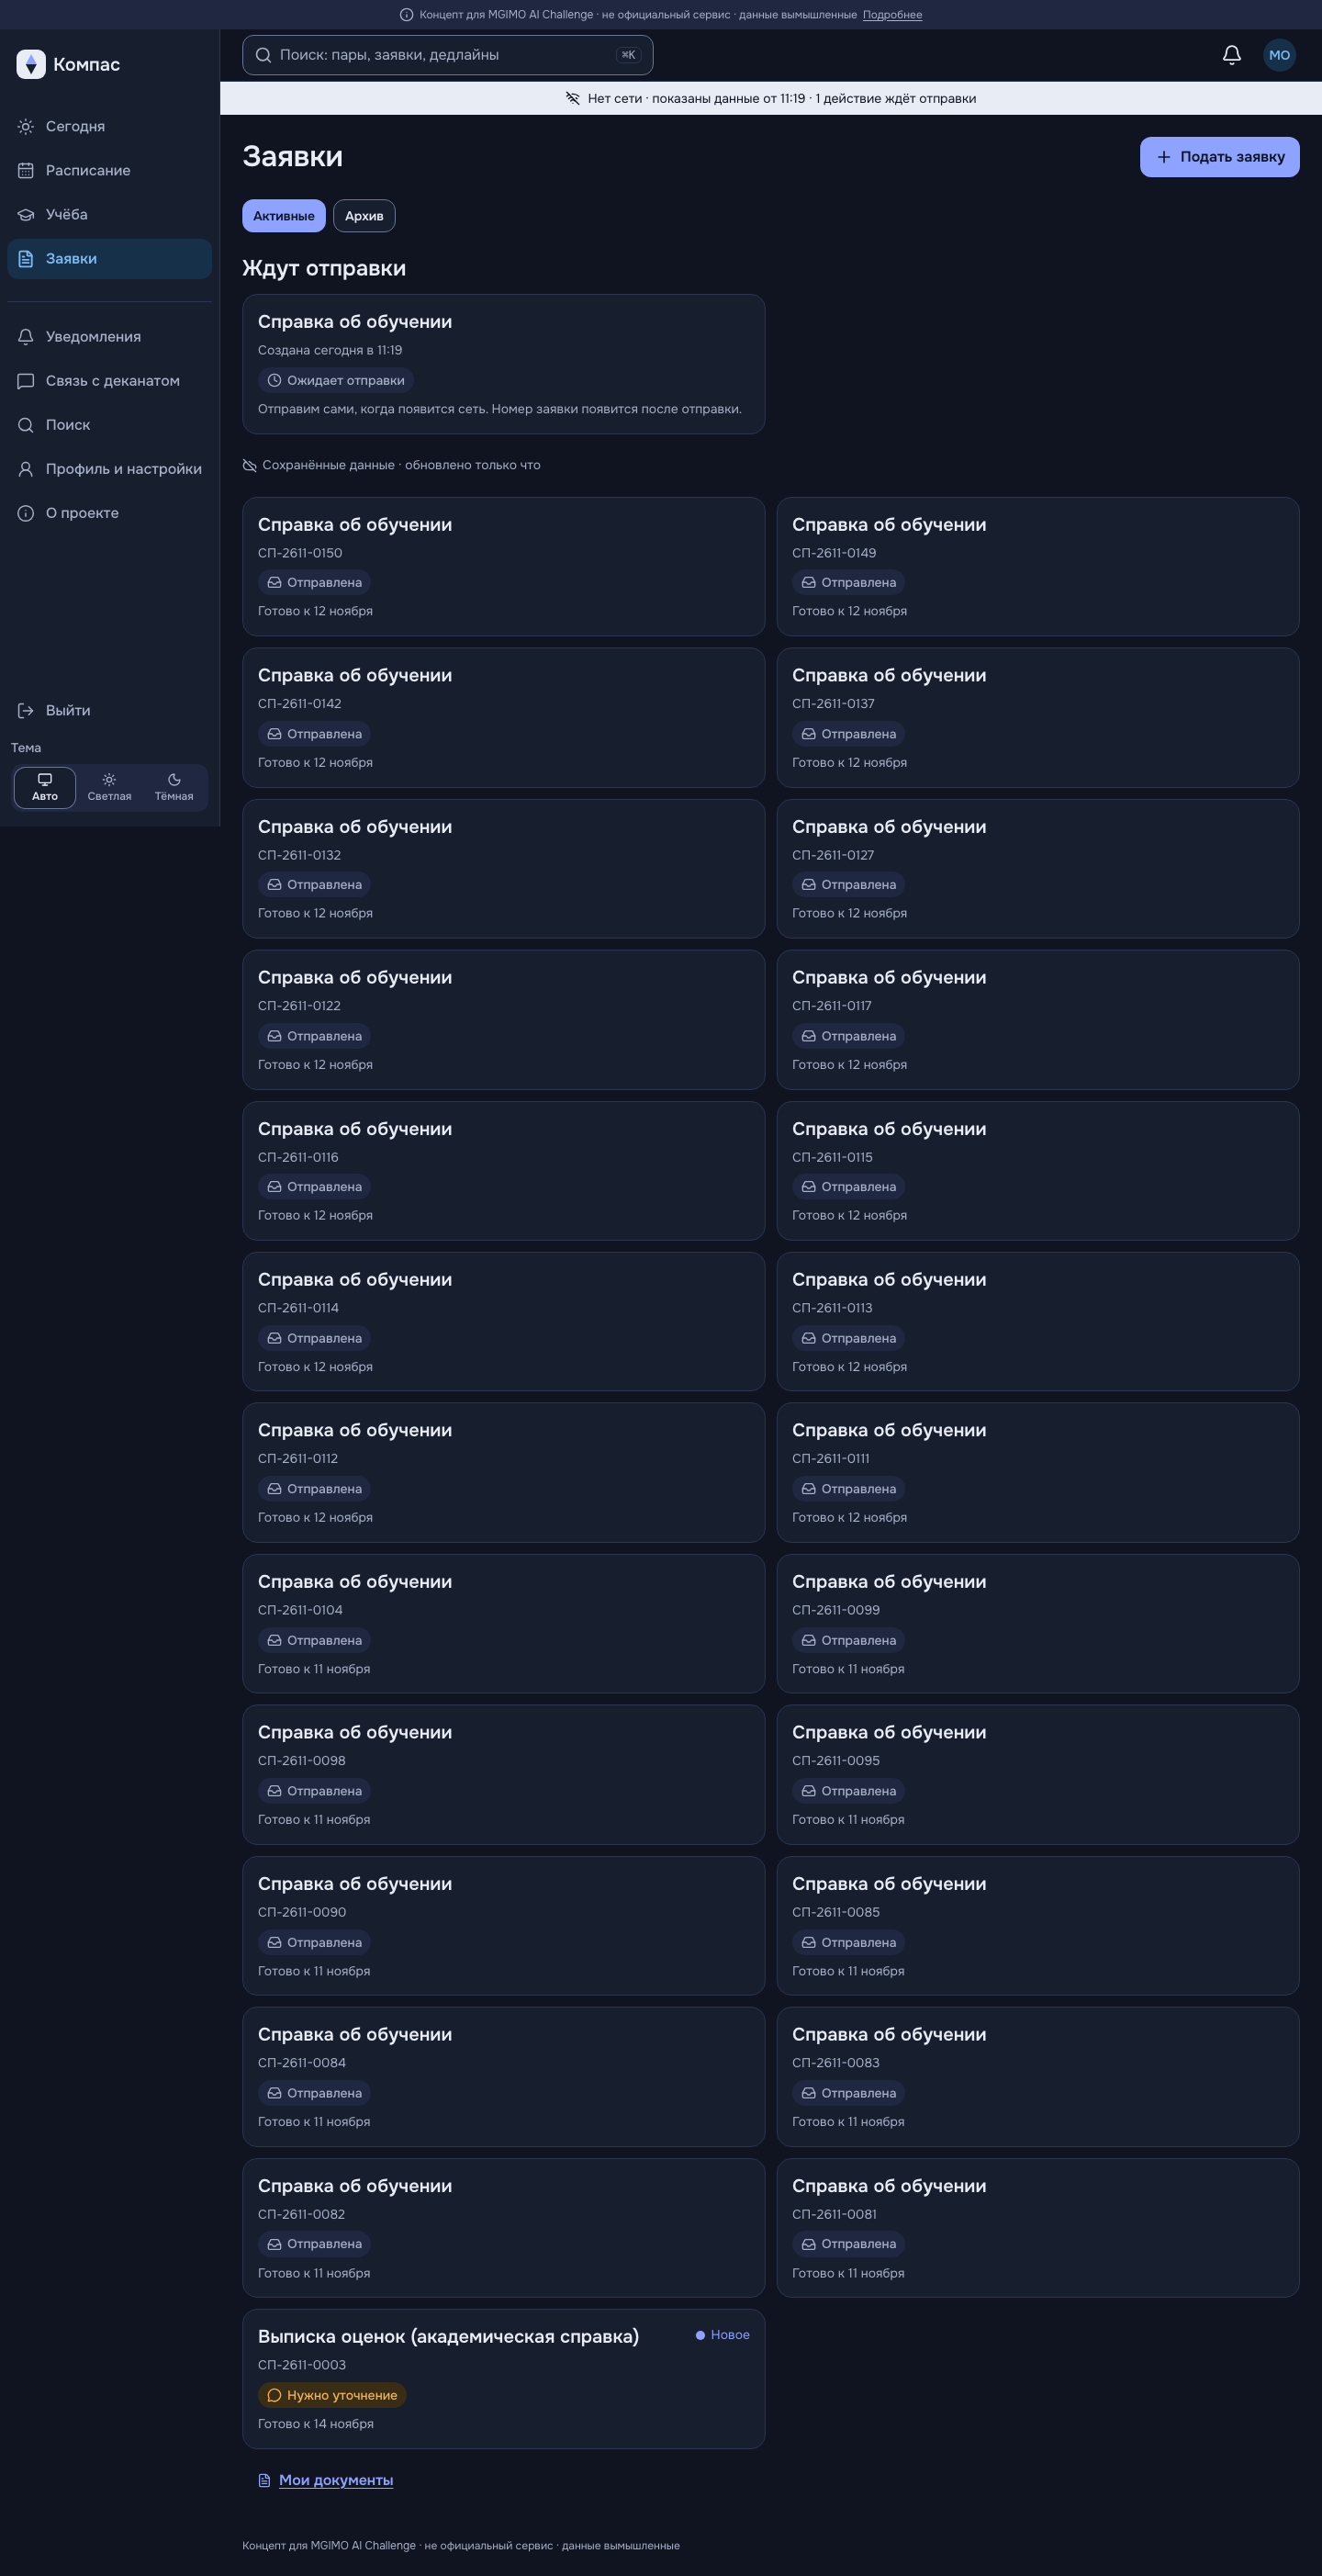 Концепт для MGIMO AI Challenge · не официальный сервис · данные вымышленные Подробнее
Компас
Поиск: пары, заявки, дедлайны ⌘K
МО
Нет сети · показаны данные от 11:19 · 1 действие ждёт отправки
Сегодня
Расписание
Учёба
Заявки
Уведомления
Связь с деканатом
Поиск
Профиль и настройки
О проекте
Выйти
Тема
Авто
Светлая
Тёмная
Заявки
Подать заявку
Активные
Архив
Ждут отправки
Справка об обучении
Создана сегодня в 11:19
Ожидает отправки
Отправим сами, когда появится сеть. Номер заявки появится после отправки.
Сохранённые данные · обновлено только что
Справка об обучении
СП-2611-0150
Отправлена
Готово к 12 ноября
Справка об обучении
СП-2611-0149
Отправлена
Готово к 12 ноября
Справка об обучении
СП-2611-0142
Отправлена
Готово к 12 ноября
Справка об обучении
СП-2611-0137
Отправлена
Готово к 12 ноября
Справка об обучении
СП-2611-0132
Отправлена
Готово к 12 ноября
Справка об обучении
СП-2611-0127
Отправлена
Готово к 12 ноября
Справка об обучении
СП-2611-0122
Отправлена
Готово к 12 ноября
Справка об обучении
СП-2611-0117
Отправлена
Готово к 12 ноября
Справка об обучении
СП-2611-0116
Отправлена
Готово к 12 ноября
Справка об обучении
СП-2611-0115
Отправлена
Готово к 12 ноября
Справка об обучении
СП-2611-0114
Отправлена
Готово к 12 ноября
Справка об обучении
СП-2611-0113
Отправлена
Готово к 12 ноября
Справка об обучении
СП-2611-0112
Отправлена
Готово к 12 ноября
Справка об обучении
СП-2611-0111
Отправлена
Готово к 12 ноября
Справка об обучении
СП-2611-0104
Отправлена
Готово к 11 ноября
Справка об обучении
СП-2611-0099
Отправлена
Готово к 11 ноября
Справка об обучении
СП-2611-0098
Отправлена
Готово к 11 ноября
Справка об обучении
СП-2611-0095
Отправлена
Готово к 11 ноября
Справка об обучении
СП-2611-0090
Отправлена
Готово к 11 ноября
Справка об обучении
СП-2611-0085
Отправлена
Готово к 11 ноября
Справка об обучении
СП-2611-0084
Отправлена
Готово к 11 ноября
Справка об обучении
СП-2611-0083
Отправлена
Готово к 11 ноября
Справка об обучении
СП-2611-0082
Отправлена
Готово к 11 ноября
Справка об обучении
СП-2611-0081
Отправлена
Готово к 11 ноября
Выписка оценок (академическая справка)
Новое
СП-2611-0003
Нужно уточнение
Готово к 14 ноября
Мои документы
Концепт для MGIMO AI Challenge · не официальный сервис · данные вымышленные